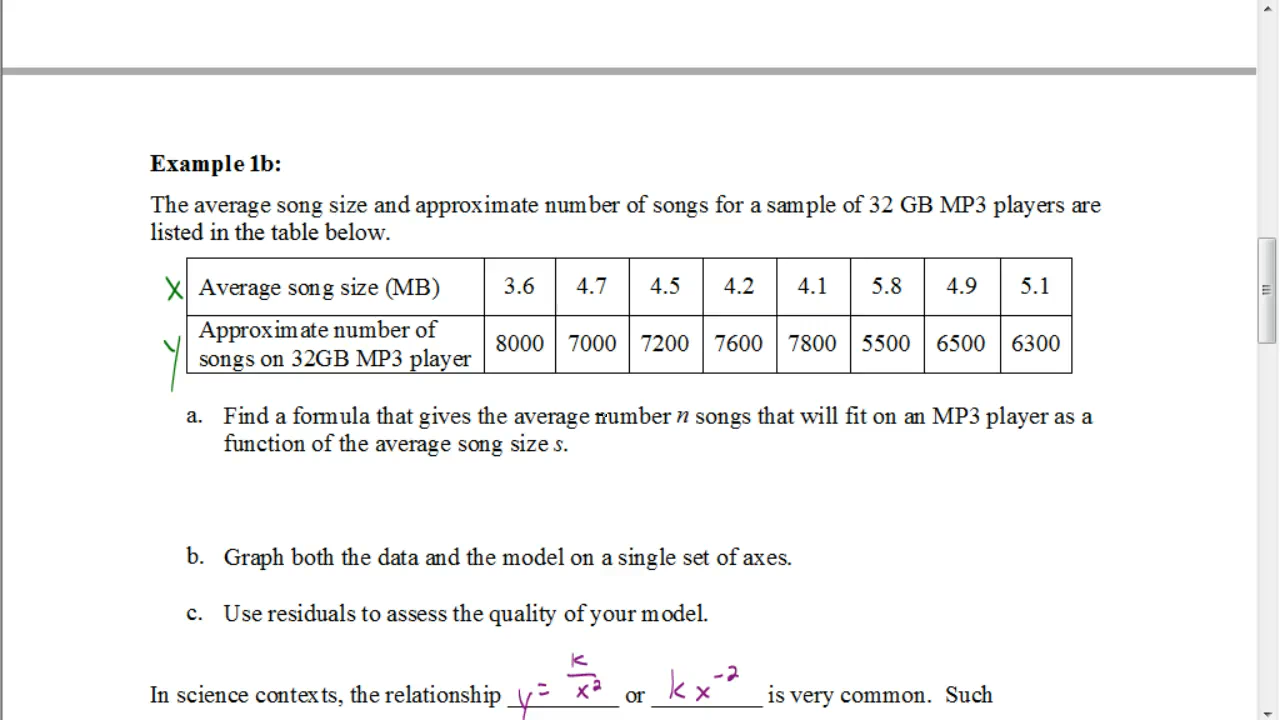 Example 1b:
The average song size and approximate number of songs for a sample of 32 GB MP3 players are
listed in the table below.
X Average song size (MB) 3.6 4.7 4.5 4.2 4.1 5.8 4.9 5.1
Y Approximate number of
songs on 32GB MP3 player 8000 7000 7200 7600 7800 5500 6500 6300
a. Find a formula that gives the average number n songs that will fit on an MP3 player as a
function of the average song size s.
b. Graph both the data and the model on a single set of axes.
c. Use residuals to assess the quality of your model.
In science contexts, the relationship y = k/x² or kx⁻² is very common. Such